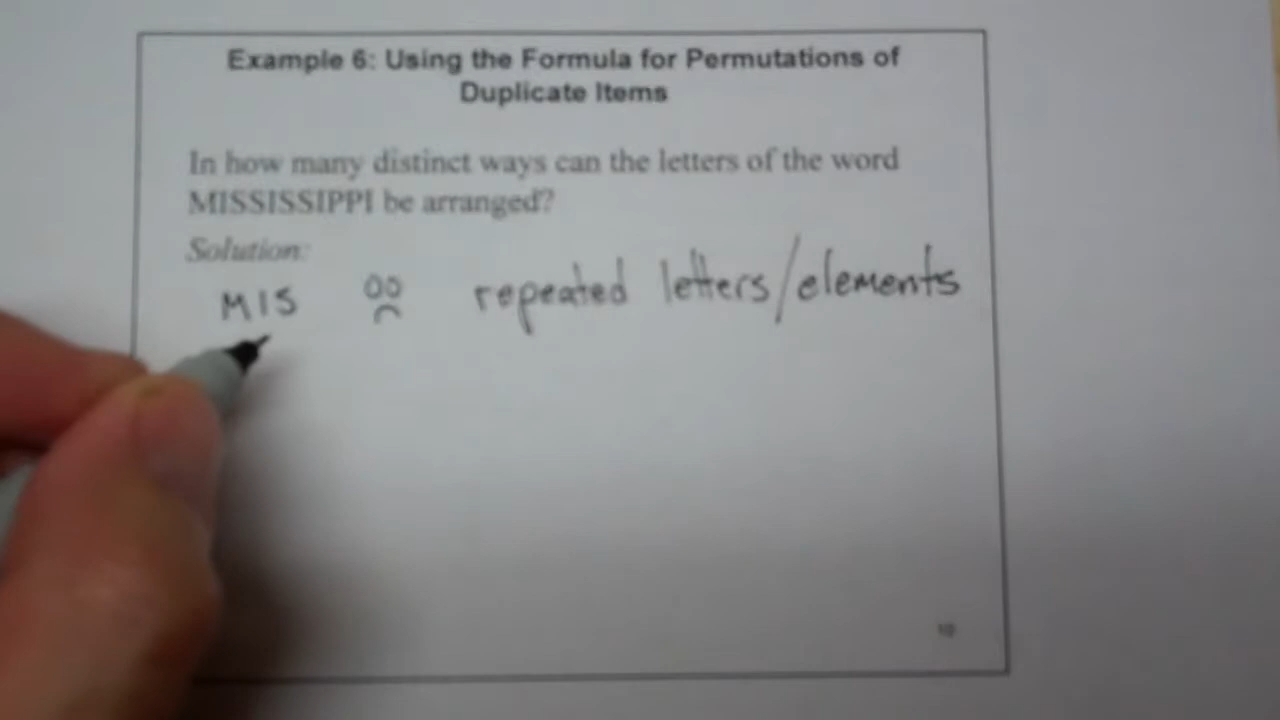 Example 6: Using the Formula for Permutations of
Duplicate Items
In how many distinct ways can the letters of the word
MISSISSIPPI be arranged?
Solution:
MIS repeated letters/elements